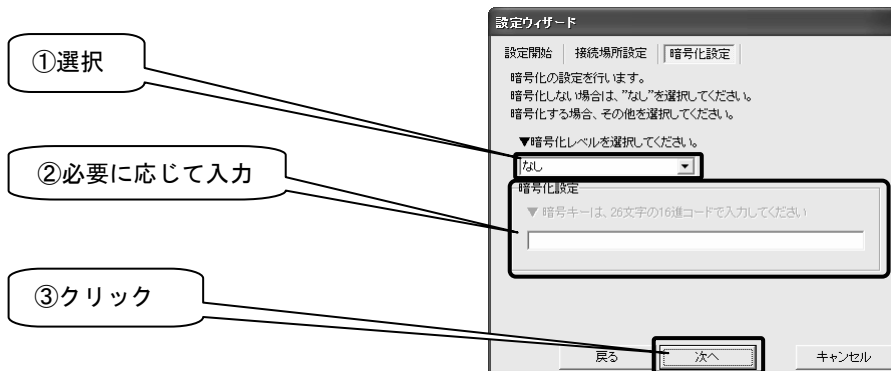 設定ウィザード
①選択
設定開始 接続場所設定 暗号化設定
暗号化の設定を行います。
暗号化しない場合は、”なし”を選択してください。
暗号化する場合、その他を選択してください。
▼暗号化レベルを選択してください。
②必要に応じて入力
なし
暗号化設定
▼ 暗号キーは、26文字の16進コードで入力してください
③クリック
戻る 次へ キャンセル